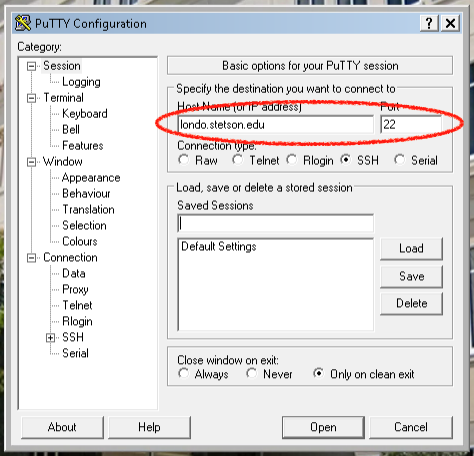 PuTTY Configuration
Category:
Session
Logging
Terminal
Keyboard
Bell
Features
Window
Appearance
Behaviour
Translation
Selection
Colours
Connection
Data
Proxy
Telnet
Rlogin
SSH
Serial
Basic options for your PuTTY session
Specify the destination you want to connect to
Host Name (or IP address) Port
londo.stetson.edu 22
Connection type:
Raw Telnet Rlogin SSH Serial
Load, save or delete a stored session
Saved Sessions
Default Settings
Load
Save
Delete
Close window on exit:
Always Never Only on clean exit
About Help Open Cancel